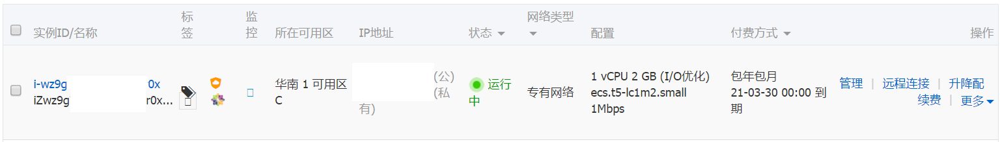 实例ID/名称
标
签
监
控
所在可用区
IP地址
状态
网络类型
配置
付费方式
操作
i-wz9g 0x
iZwz9g r0x...
华南 1 可用区
C
(公)
(私
有)
运行
中
专有网络
1 vCPU 2 GB (I/O优化)
ecs.t5-lc1m2.small
1Mbps
包年包月
21-03-30 00:00 到
期
管理 | 远程连接 | 升降配
续费 | 更多